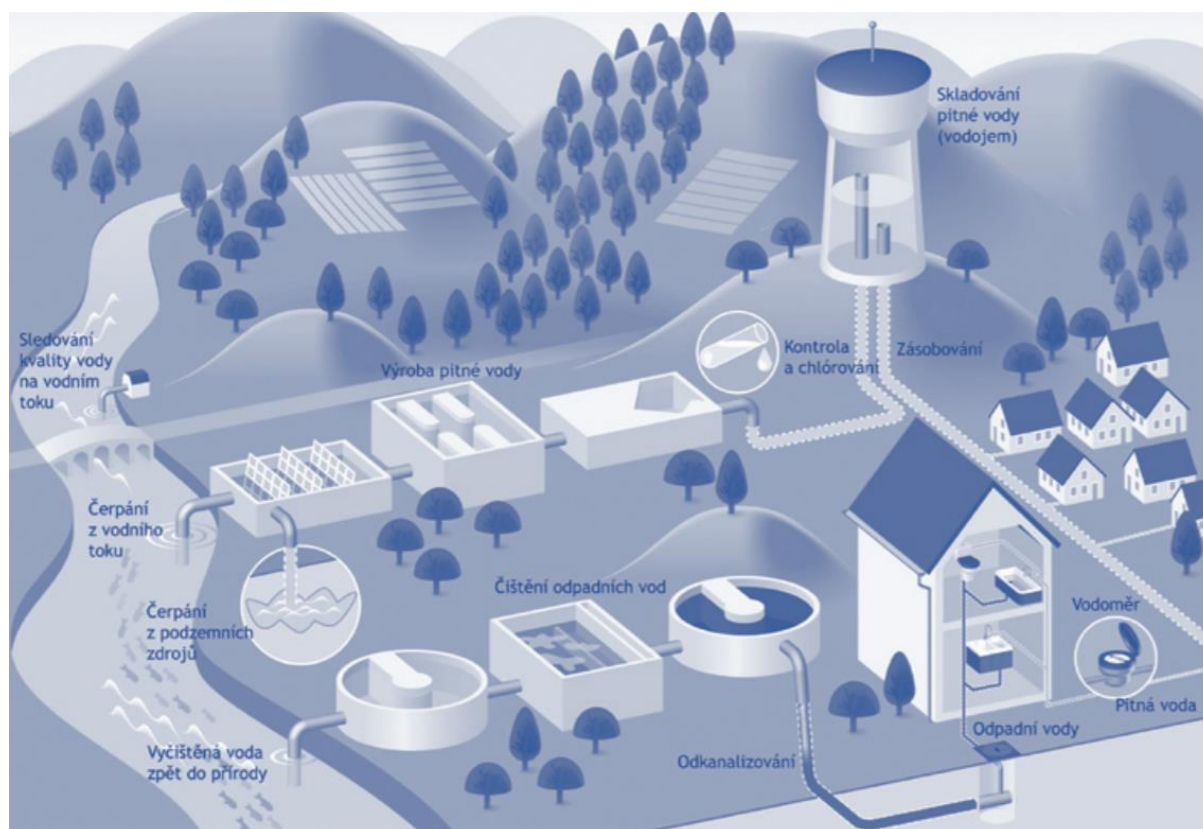 Skladování
pitné vody
(vodojem)
Sledování
kvality vody
na vodním
toku
Výroba pitné vody
Kontrola
a chlórování
Zásobování
Čerpání
z vodního
toku
Čerpání
z podzemních
zdrojů
Čištění odpadních vod
Vodoměr
Pitná voda
Odpadní vody
Odkanalizování
Vyčištěná voda
zpět do přírody